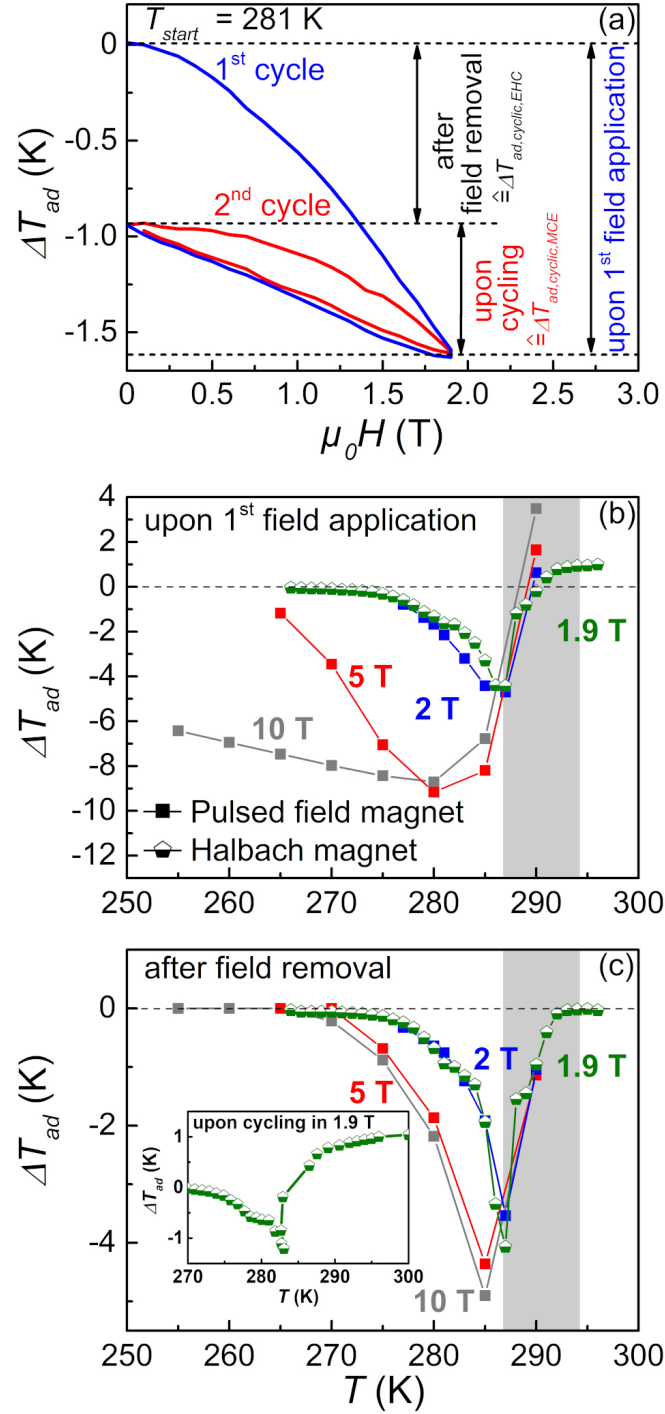 T_start = 281 K
(a)
1st cycle
2nd cycle
after
field removal
≙ΔT_ad,cyclic,EHC
upon
cycling
≙ΔT_ad,cyclic,MCE
upon 1st field application
0
-0.5
-1.0
-1.5
ΔT_ad (K)
0.0 0.5 1.0 1.5 2.0 2.5 3.0
μ_0H (T)
upon 1st field application
(b)
4
2
0
-2
-4
-6
-8
-10
-12
ΔT_ad (K)
1.9 T
5 T
2 T
10 T
Pulsed field magnet
Halbach magnet
250 260 270 280 290 300
after field removal
(c)
0
-2
-4
ΔT_ad (K)
2 T
1.9 T
5 T
10 T
upon cycling in 1.9 T
1
0
-1
ΔT_ad (K)
270 280 290 300
T (K)
250 260 270 280 290 300
T (K)